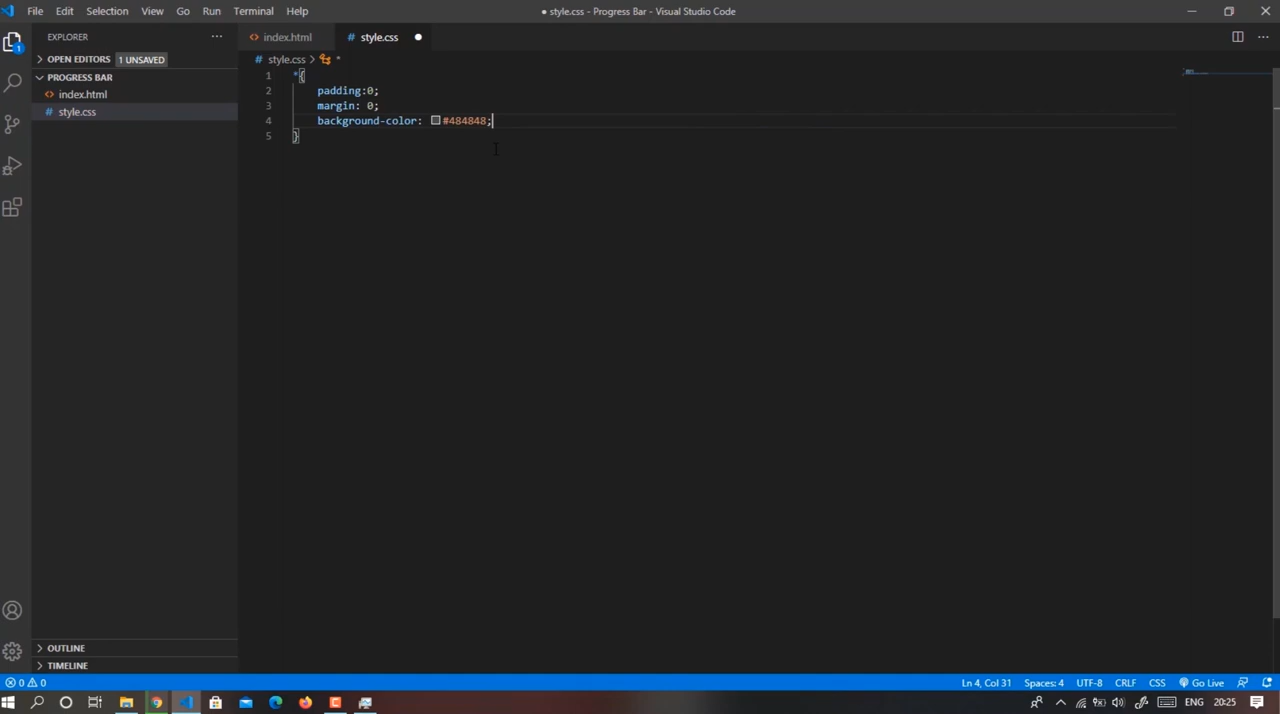 File Edit Selection View Go Run Terminal Help
● style.css - Progress Bar - Visual Studio Code
EXPLORER
OPEN EDITORS 1 UNSAVED
PROGRESS BAR
<> index.html
# style.css
<> index.html
# style.css
# style.css > *
1 *{
2 padding:0;
3 margin: 0;
4 background-color: #484848;
5 }
1
OUTLINE
TIMELINE
0 0
Ln 4, Col 31 Spaces: 4 UTF-8 CRLF CSS Go Live
ENG 20:25